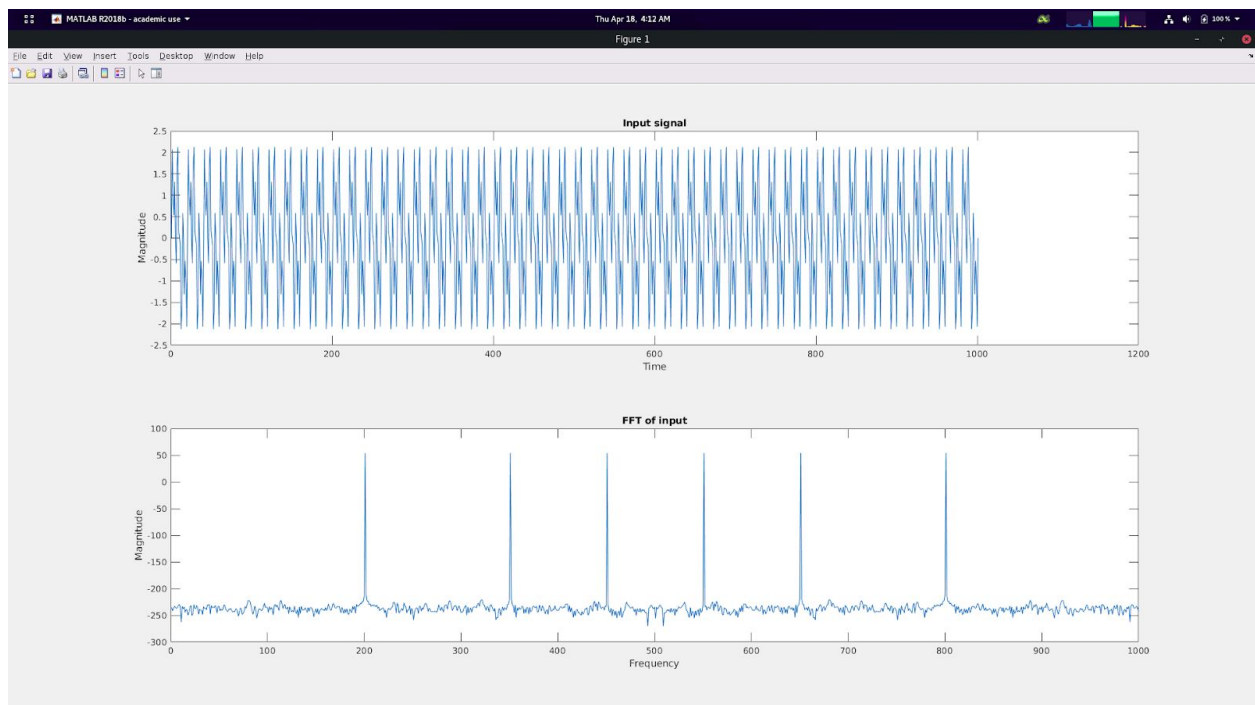 MATLAB R2018b - academic use Thu Apr 18, 4:12 AM 100 %
Figure 1
File Edit View Insert Tools Desktop Window Help
Input signal
2.5
2
1.5
1
0.5
0
-0.5
-1
-1.5
-2
-2.5
Magnitude
0 200 400 600 800 1000 1200
Time
FFT of input
100
50
0
-50
-100
-150
-200
-250
-300
Magnitude
0 100 200 300 400 500 600 700 800 900 1000
Frequency